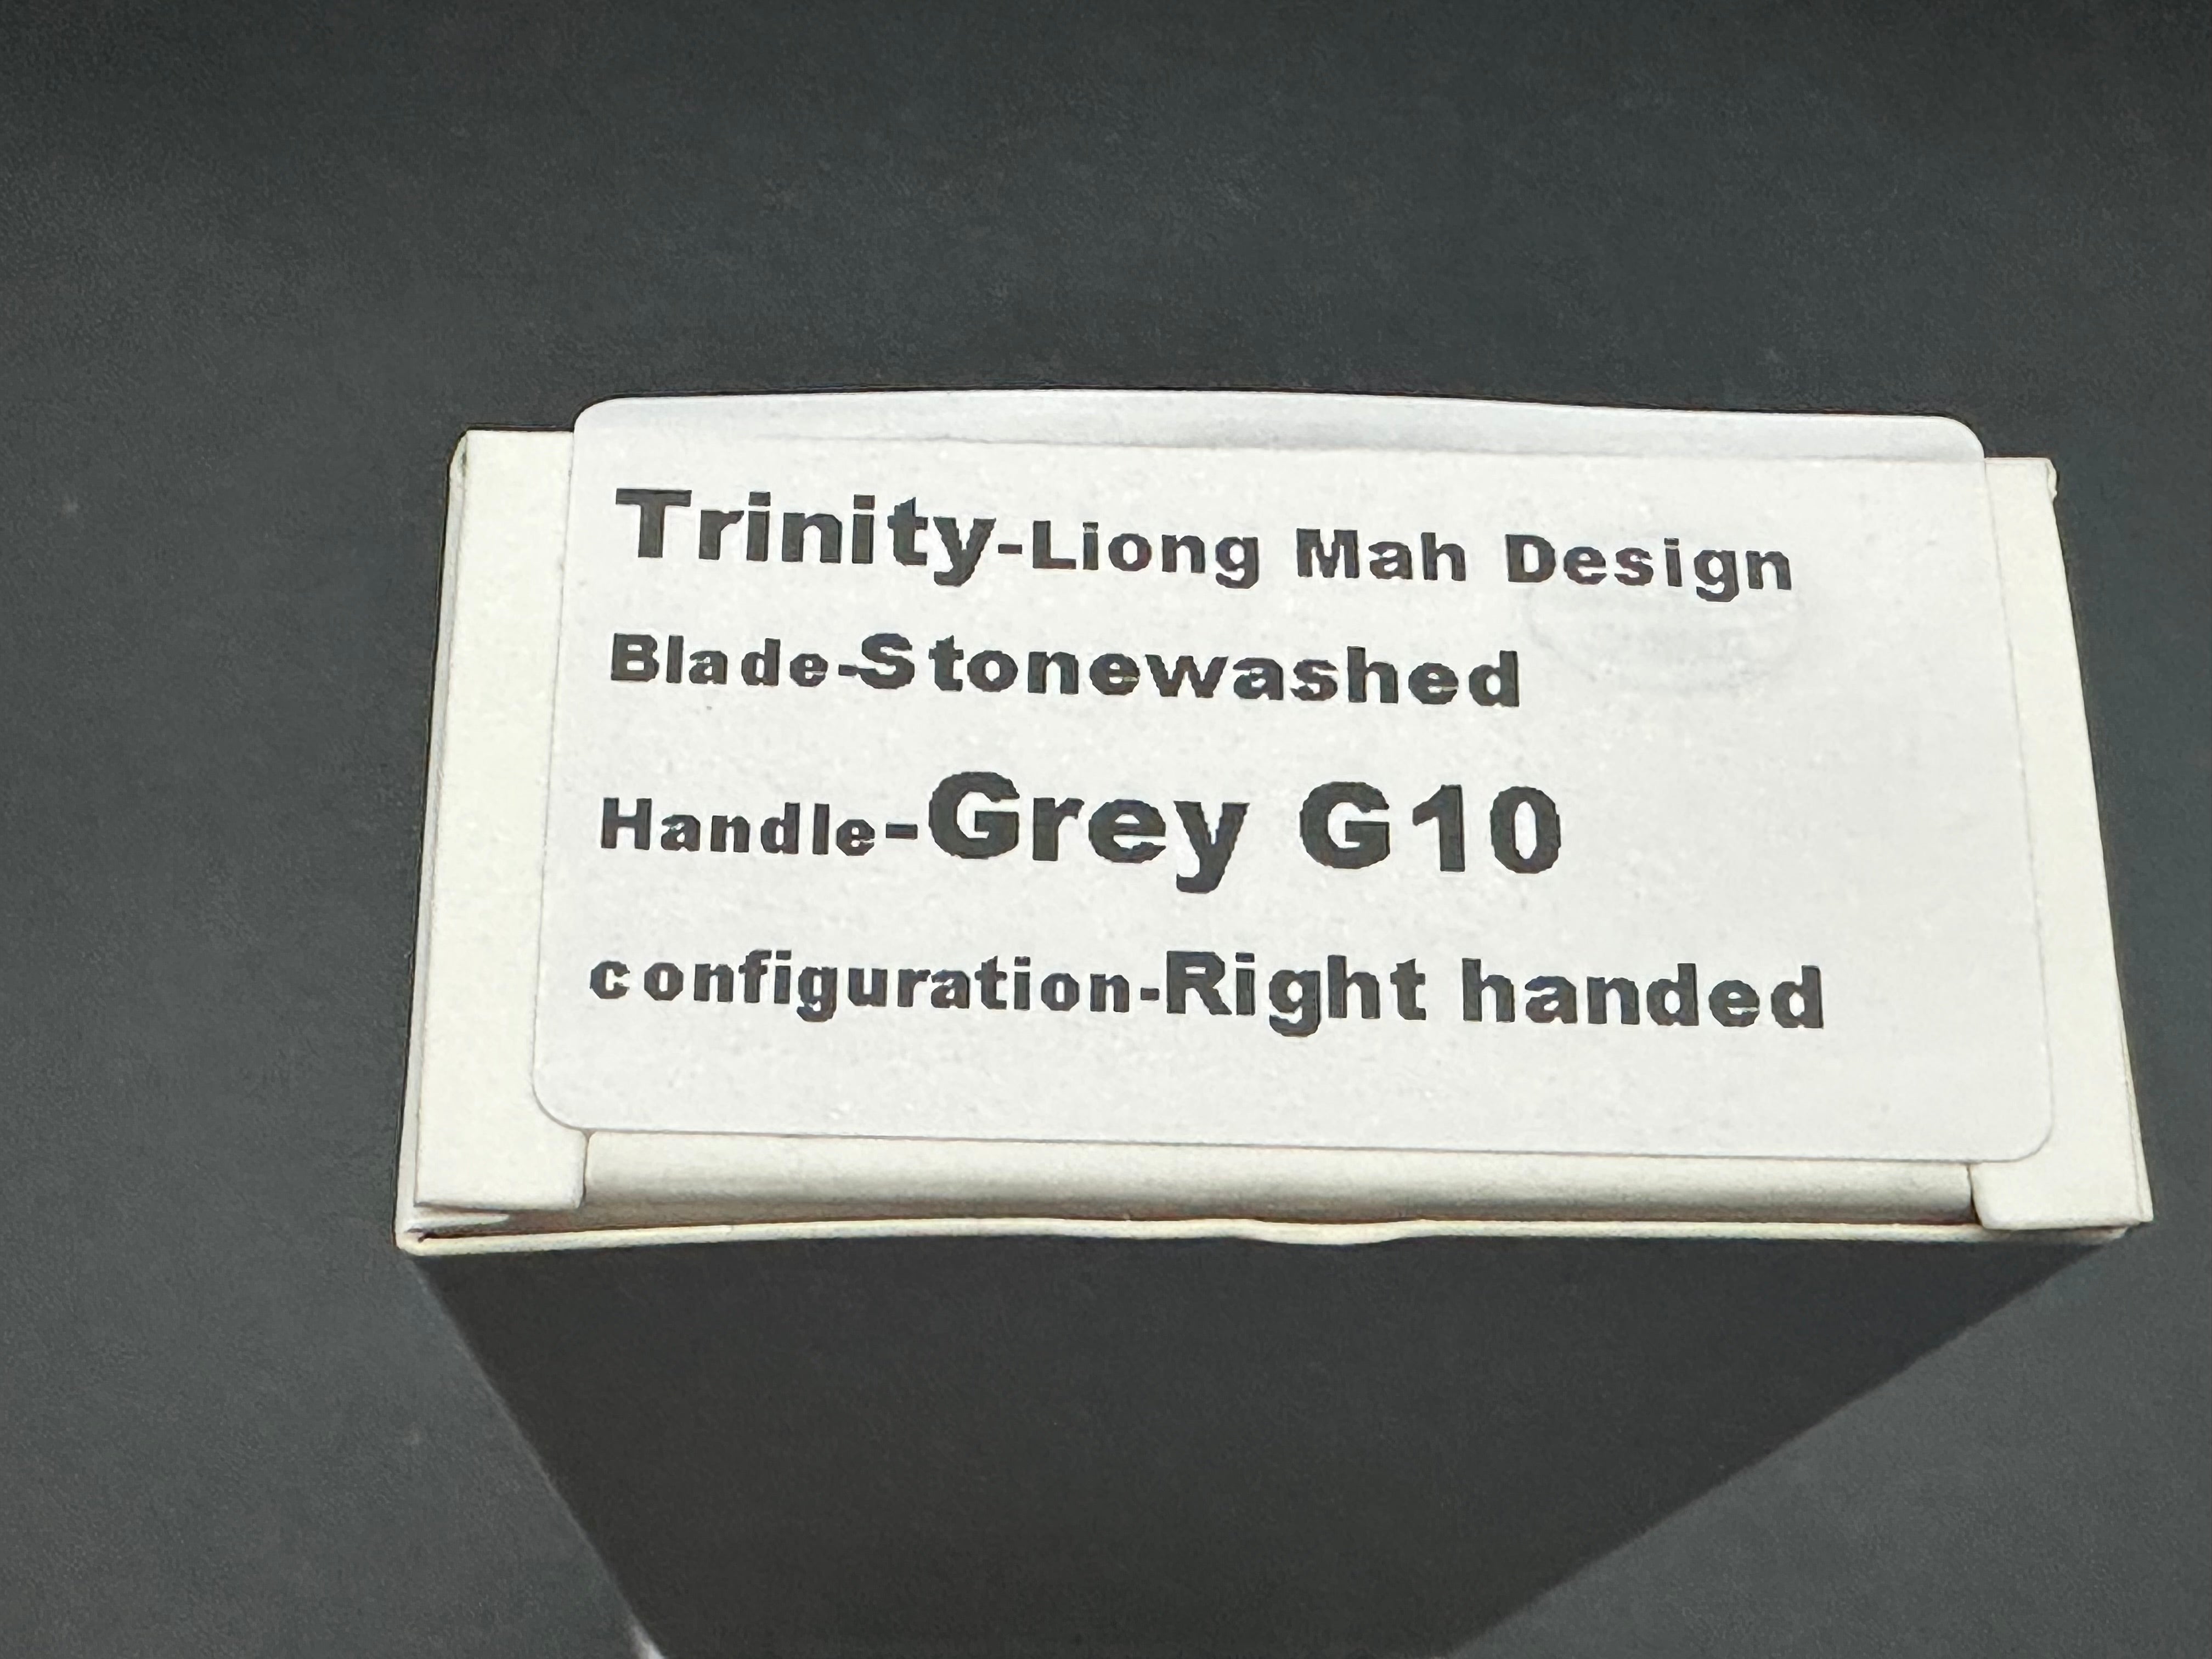 Trinity-Liong Mah Design
Blade-Stonewashed
Handle-Grey G10
configuration-Right handed